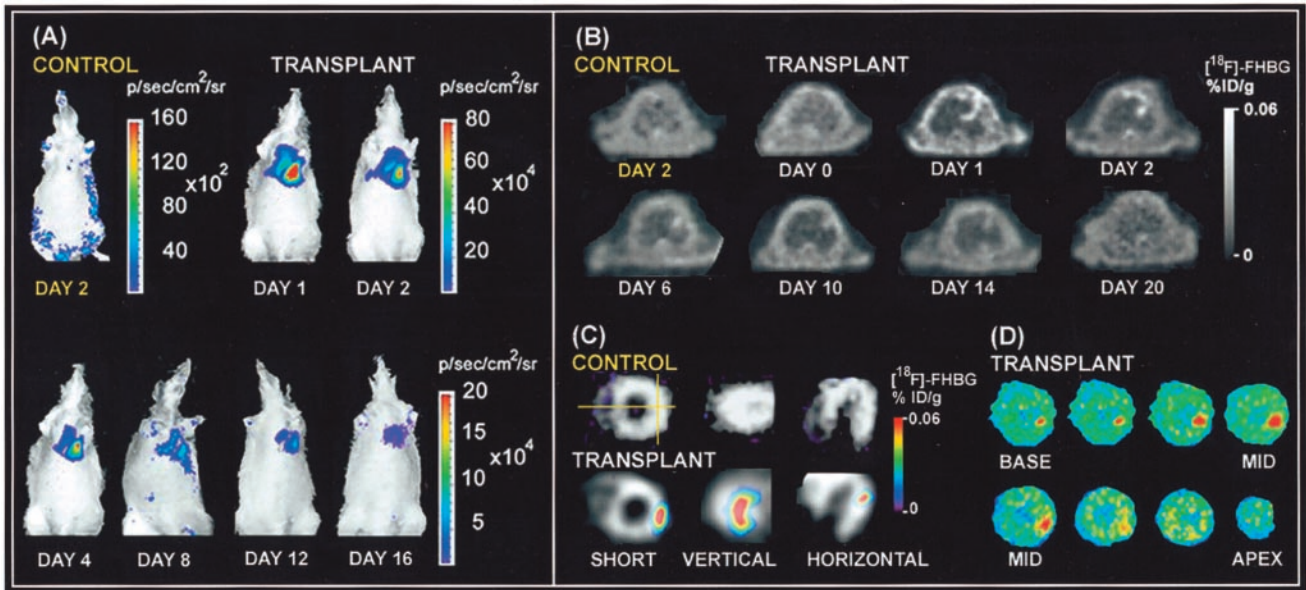 (A)
CONTROL
TRANSPLANT
p/sec/cm²/sr
160
120
80
40
x10²
p/sec/cm²/sr
80
60
40
20
x10⁴
DAY 2
DAY 1
DAY 2
p/sec/cm²/sr
20
15
10
5
x10⁴
DAY 4
DAY 8
DAY 12
DAY 16
(B)
CONTROL
TRANSPLANT
[¹⁸F]-FHBG
%ID/g
0.06
0
DAY 2
DAY 0
DAY 1
DAY 2
DAY 6
DAY 10
DAY 14
DAY 20
(C)
CONTROL
[¹⁸F]-FHBG
% ID/g
0.06
0
TRANSPLANT
SHORT
VERTICAL
HORIZONTAL
(D)
TRANSPLANT
BASE
MID
MID
APEX